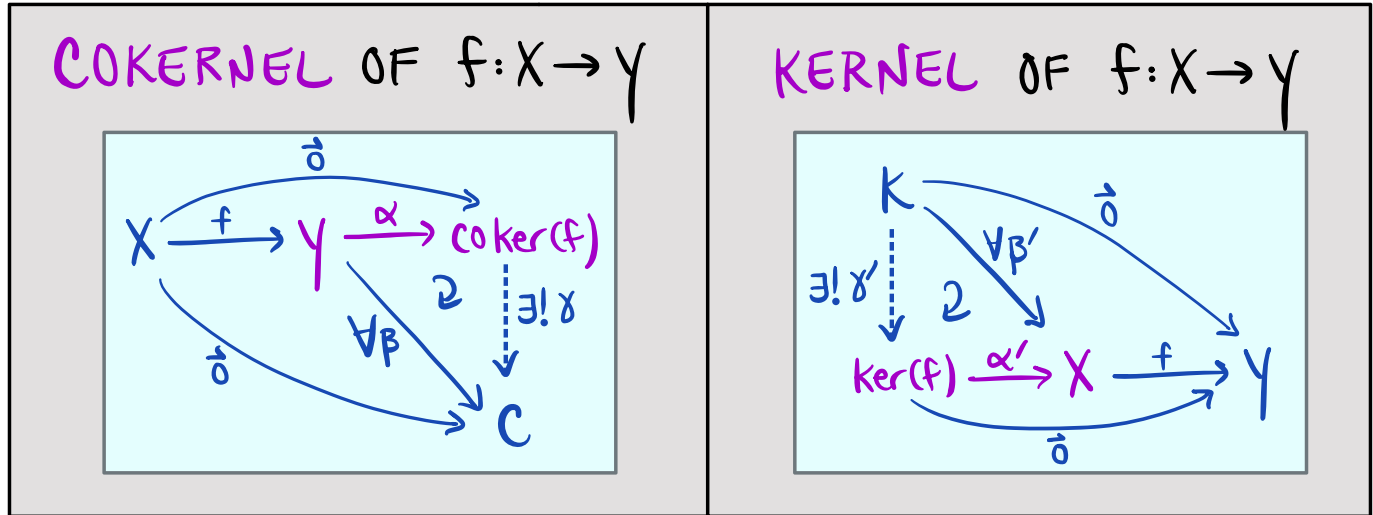 COKERNEL OF f: X → Y
0⃗
X f Y α coker(f)
∀β ∃! γ
0⃗
C
KERNEL OF f: X → Y
K 0⃗
∃! γ′ ∀β′
ker(f) α′ X f Y
0⃗